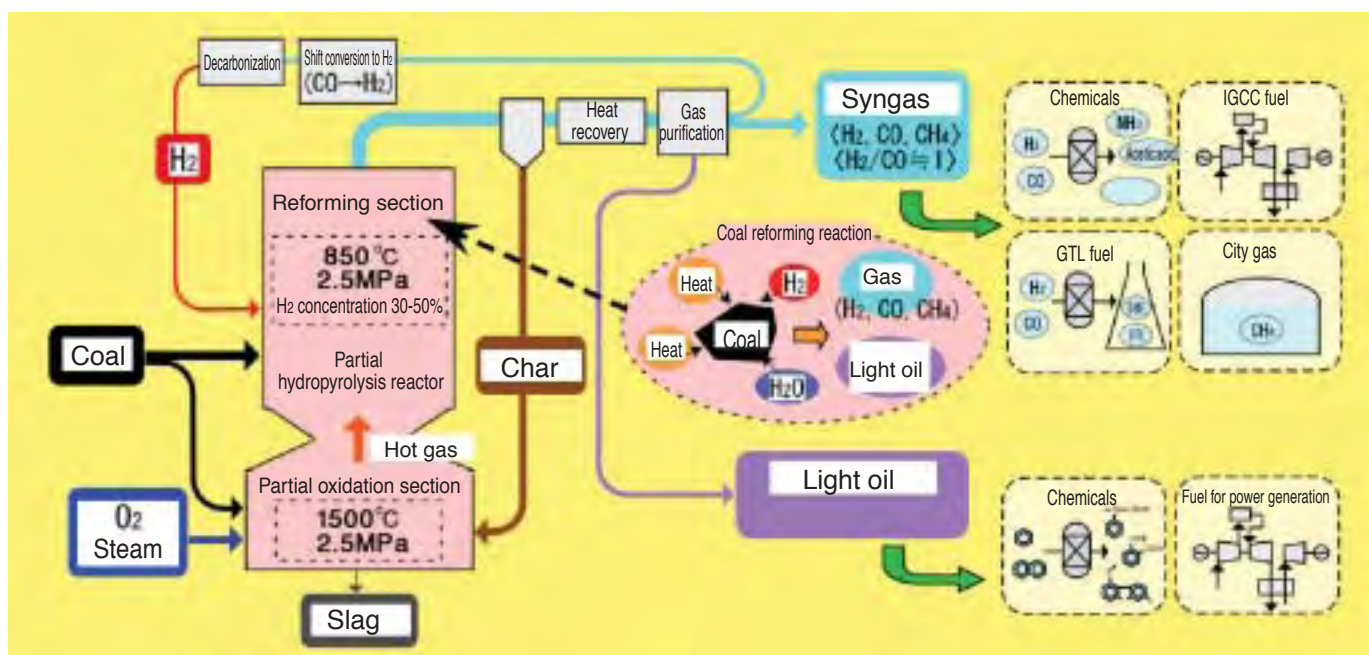 Decarbonization
Shift conversion to H₂
(CO→H₂)
H₂
Heat
recovery
Gas
purification
Syngas
⟨H₂, CO, CH₄⟩
⟨H₂/CO≒1⟩
Chemicals
H₂
CO
NH₃
IGCC fuel
GTL fuel
H₂
CO
City gas
CH₄
Reforming section
850℃
2.5MPa
H₂ concentration 30-50%
Partial
hydropyrolysis reactor
Coal
Char
Coal reforming reaction
Heat
H₂
Gas
(H₂, CO, CH₄)
Coal
Heat
H₂O
Light oil
Hot gas
Partial oxidation section
1500℃
2.5MPa
O₂
Steam
Slag
Light oil
Chemicals
Fuel for power generation